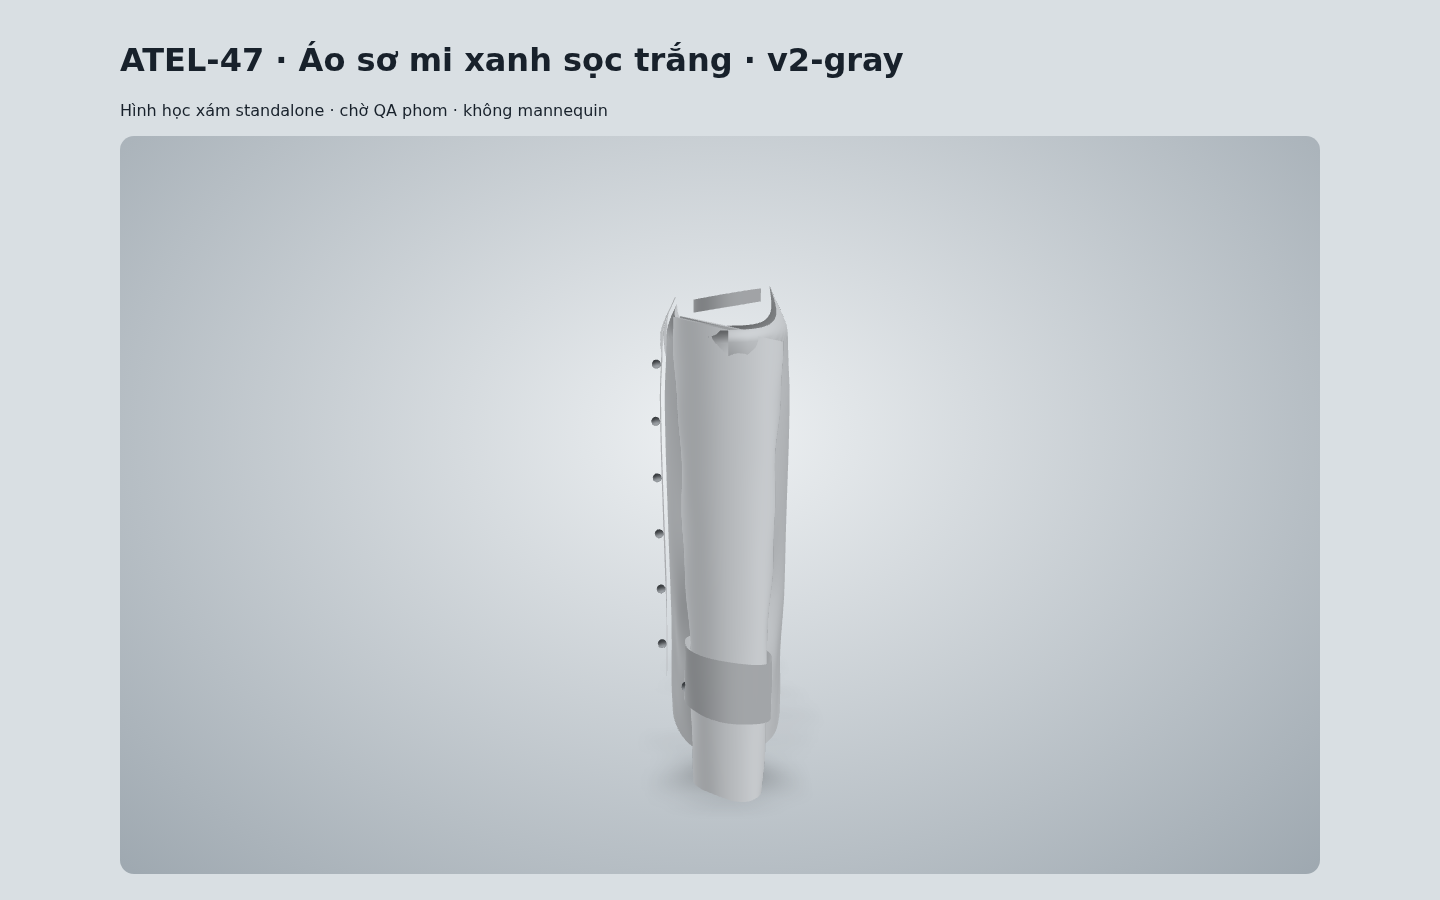 ATEL-47 · Áo sơ mi xanh sọc trắng · v2-gray
Hình học xám standalone · chờ QA phom · không mannequin